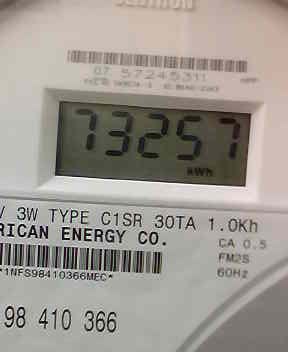 07 57245311
73257
kWh
V 3W TYPE C1SR 30TA 1.0Kh
RICAN ENERGY CO.
CA 0.5
FM2S
60Hz
*1NFS98410366MEC*
98 410 366